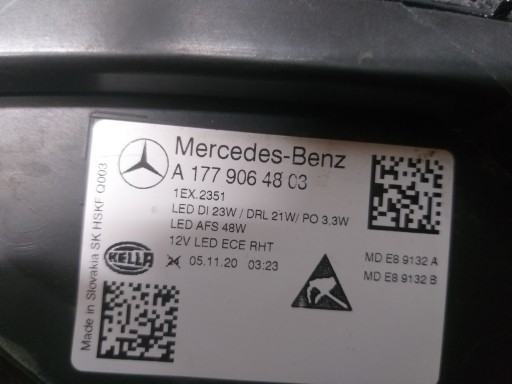 Mercedes-Benz
A 177 906 48 03
1EX.2351
LED DI 23W / DRL 21W/ PO 3,3W
LED AFS 48W
12V LED ECE RHT
05.11.20 03:23
HELLA
MD E8 9132 A
MD E8 9132 B
Made in Slovakia SK HSKF Q003